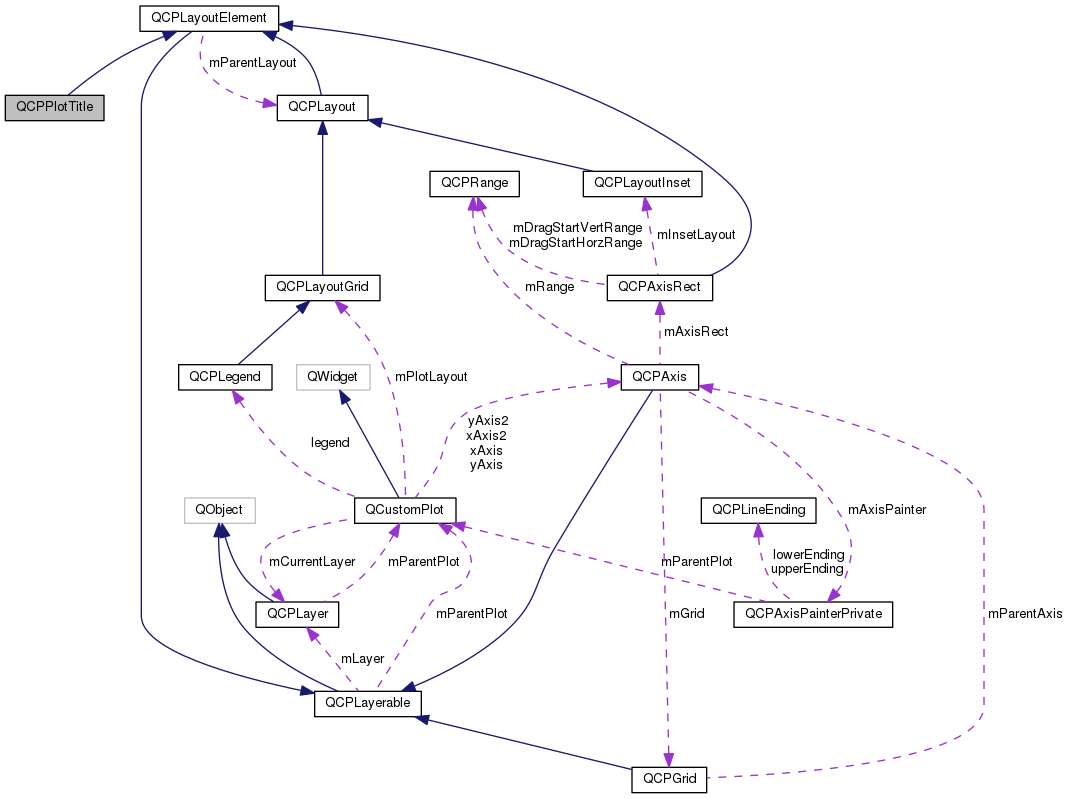 QCPLayoutElement
mParentLayout
QCPPlotTitle
QCPLayout
QCPRange
QCPLayoutInset
mDragStartVertRange
mDragStartHorzRange
mInsetLayout
QCPLayoutGrid
mRange
QCPAxisRect
mAxisRect
QCPLegend
QWidget
mPlotLayout
QCPAxis
legend
yAxis2
xAxis2
xAxis
yAxis
QObject
QCustomPlot
QCPLineEnding
mAxisPainter
mCurrentLayer
mParentPlot
mParentPlot
lowerEnding
upperEnding
QCPLayer
mParentPlot
mGrid
QCPAxisPainterPrivate
mParentAxis
mLayer
QCPLayerable
QCPGrid